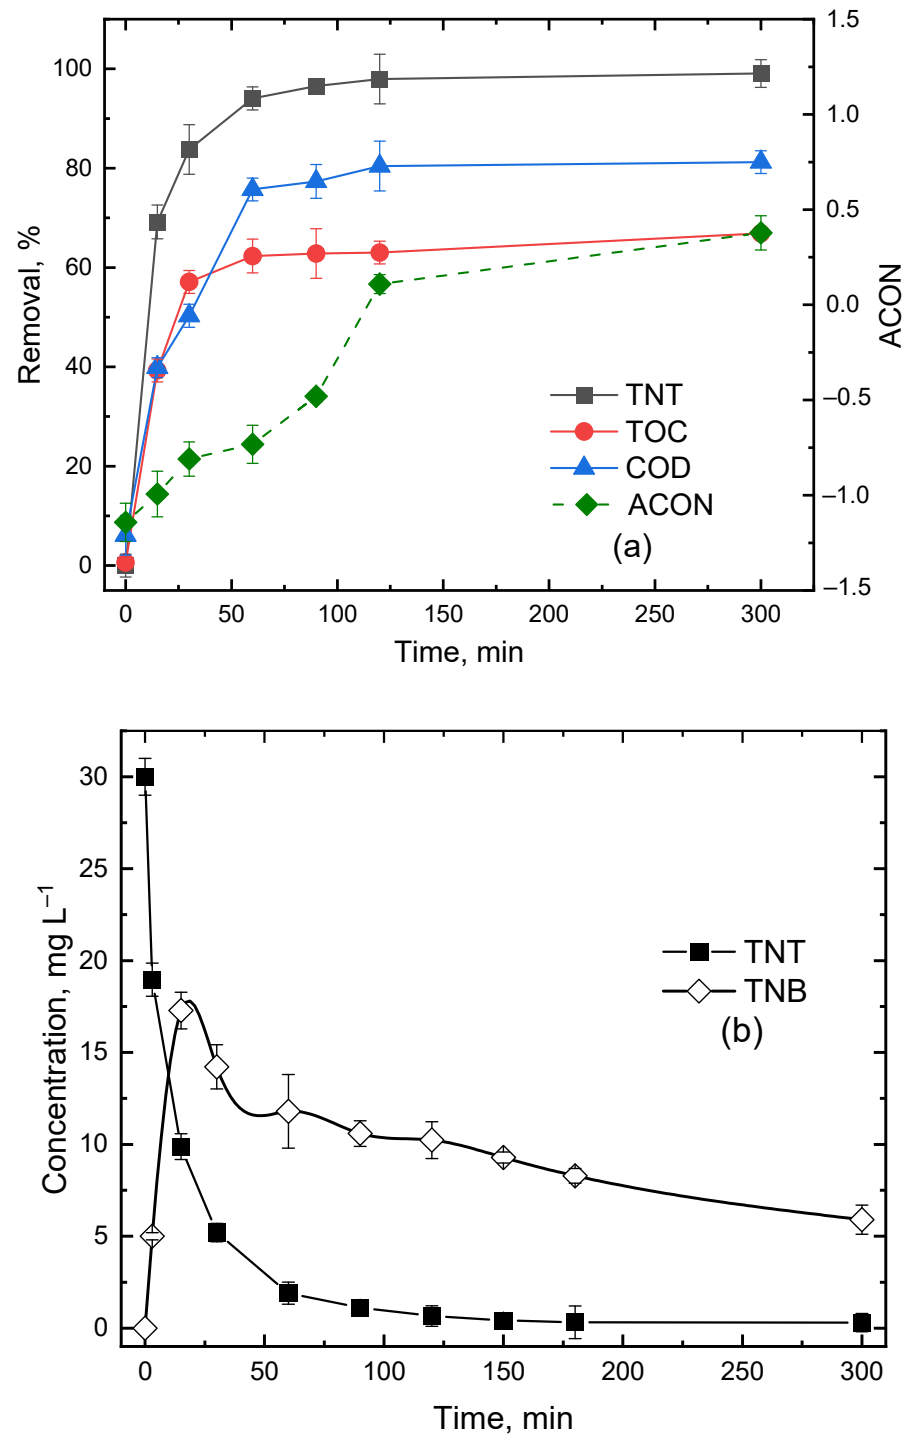 1.5
100
1.0
80
0.5
60
0.0
40
–0.5
20
–1.0
0
–1.5
Removal, %
ACON
TNT
TOC
COD
ACON
(a)
0 50 100 150 200 250 300
Time, min
30
25
20
15
10
5
0
Concentration, mg L–1
TNT
TNB
(b)
0 50 100 150 200 250 300
Time, min